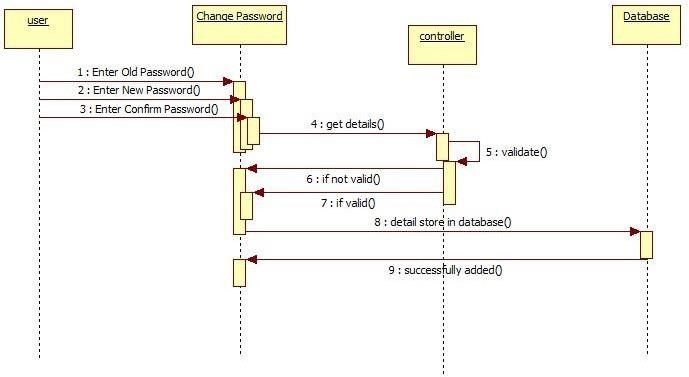 user
Change Password
controller
Database
1 : Enter Old Password()
2 : Enter New Password()
3 : Enter Confirm Password()
4 : get details()
5 : validate()
6 : if not valid()
7 : if valid()
8 : detail store in database()
9 : successfully added()